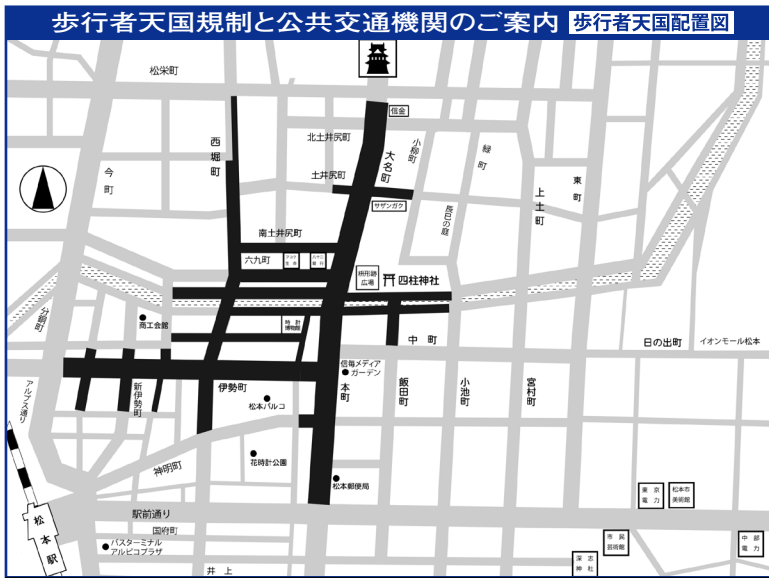 歩行者天国規制と公共交通機関のご案内 歩行者天国配置図
松栄町
信金
西堀町
北土井尻町
大名町
小柳町
緑町
今町
土井尻町
東町
上土町
サザンガク
辰巳の庭
南土井尻町
六九町
八十二銀行
枡形跡
広場
四柱神社
分銅町
商工会館
時計
博物館
中町
日の出町
イオンモール松本
アルプス通り
信毎メディア
ガーデン
新伊勢町
伊勢町
松本パルコ
本町
飯田町
小池町
宮村町
花時計公園
神明町
松本郵便局
東京
電力
松本市
美術館
駅前通り
国府町
松本駅
バスターミナル
アルピコプラザ
市民
芸術館
中部
電力
深志
神社
井上